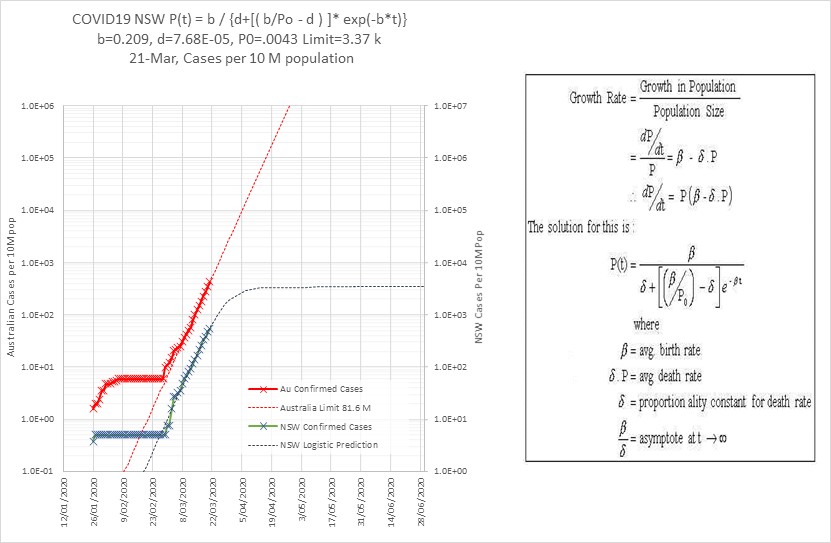 COVID19 NSW P(t) = b / {d+[( b/Po - d ) ]* exp(-b*t)}
b=0.209, d=7.68E-05, P0=.0043 Limit=3.37 k
21-Mar, Cases per 10 M population
Australian Cases per 10M pop
1.0E+06
1.0E+05
1.0E+04
1.0E+03
1.0E+02
1.0E+01
1.0E+00
1.0E-01
1.0E+07
1.0E+06
1.0E+05
1.0E+04
1.0E+03
1.0E+02
1.0E+01
1.0E+00
NSW Cases Per 10M Pop
Au Confirmed Cases
Australia Limit 81.6 M
NSW Confirmed Cases
NSW Logistic Prediction
12/01/2020
26/01/2020
9/02/2020
23/02/2020
8/03/2020
22/03/2020
5/04/2020
19/04/2020
3/05/2020
17/05/2020
31/05/2020
14/06/2020
28/06/2020
Growth Rate = Growth in Population / Population Size
= dP/dt / P = β - δ.P
∴ dP/dt = P(β - δ.P)
The solution for this is :
P(t) = β / δ + [(β/P₀) - δ] e^-βt
where
β = avg. birth rate
δ.P = avg. death rate
δ = proportion ality constant for death rate
β/δ = asymptote at t → ∞